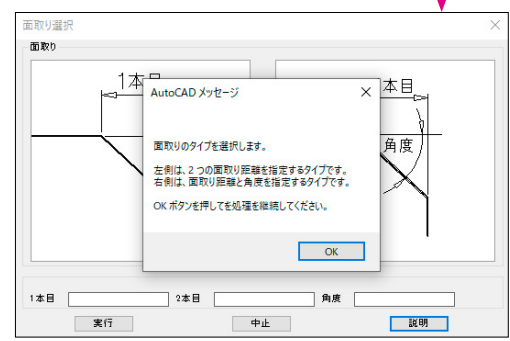 面取り選択
面取り
1本
本目
角度
AutoCAD メッセージ
面取りのタイプを選択します。
左側は、2つの面取り距離を指定するタイプです。
右側は、面取り距離と角度を指定するタイプです。
OK ボタンを押してを処理を継続してください。
OK
1本目
2本目
角度
実行
中止
説明